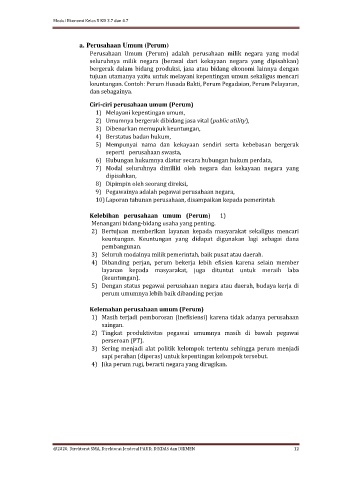 Modul Ekonomi Kelas X KD 3.7 dan 4.7
a. Perusahaan Umum (Perum)
Perusahaan Umum (Perum) adalah perusahaan milik negara yang modal
seluruhnya milik negara (berasal dari kekayaan negara yang dipisahkan)
bergerak dalam bidang produksi, jasa atau bidang ekonomi lainnya dengan
tujuan utamanya yaitu untuk melayani kepentingan umum sekaligus mencari
keuntungan. Contoh: Perum Husada Bakti, Perum Pegadaian, Perum Pelayaran,
dan sebagainya.
Ciri-ciri perusahaan umum (Perum)
1) Melayani kepentingan umum,
2) Umumnya bergerak dibidang jasa vital (public utility),
3) Dibenarkan memupuk keuntungan,
4) Berstatus badan hukum,
5) Mempunyai nama dan kekayaan sendiri serta kebebasan bergerak
seperti perusahaan swasta,
6) Hubungan hukumnya diatur secara hubungan hukum perdata,
7) Modal seluruhnya dimiliki oleh negara dan kekayaan negara yang
dipisahkan,
8) Dipimpin oleh seorang direksi,
9) Pegawainya adalah pegawai perusahaan negara,
10) Laporan tahunan perusahaan, disampaikan kepada pemerintah
Kelebihan perusahaan umum (Perum) 1)
Menangani bidang-bidang usaha yang penting.
2) Bertujuan memberikan layanan kepada masyarakat sekaligus mencari
keuntungan. Keuntungan yang didapat digunakan lagi sebagai dana
pembangunan.
3) Seluruh modalnya milik pemerintah, baik pusat atau daerah.
4) Dibanding perjan, perum bekerja lebih efisien karena selain member
layanan kepada masyarakat, juga dituntut untuk meraih laba
(keuntungan).
5) Dengan status pegawai perusahaan negara atau daerah, budaya kerja di
perum umumnya lebih baik dibanding perjan
Kelemahan perusahaan umum (Perum)
1) Masih terjadi pemborosan (inefisiensi) karena tidak adanya perusahaan
saingan.
2) Tingkat produktivitas pegawai umumnya masih di bawah pegawai
perseroan (PT).
3) Sering menjadi alat politik kelompok tertentu sehingga perum menjadi
sapi perahan (diperas) untuk kepentingan kelompok tersebut.
4) Jika perum rugi, berarti negara yang dirugikan.
@2020, Direktorat SMA, Direktorat Jenderal PAUD, DIKDAS dan DIKMEN 12